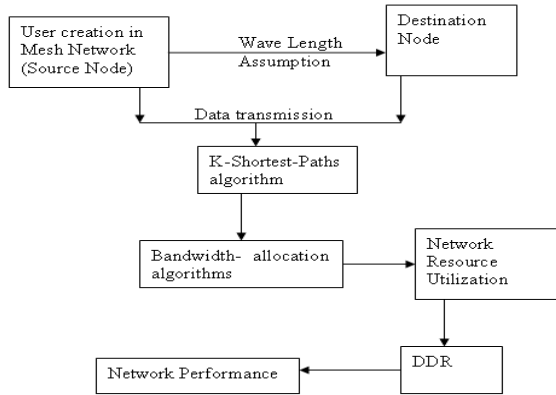 User creation in
Mesh Network
(Source Node)
Wave Length
Assumption
Destination
Node
Data transmission
K-Shortest-Paths
algorithm
Bandwidth- allocation
algorithms
Network
Resource
Utilization
DDR
Network Performance